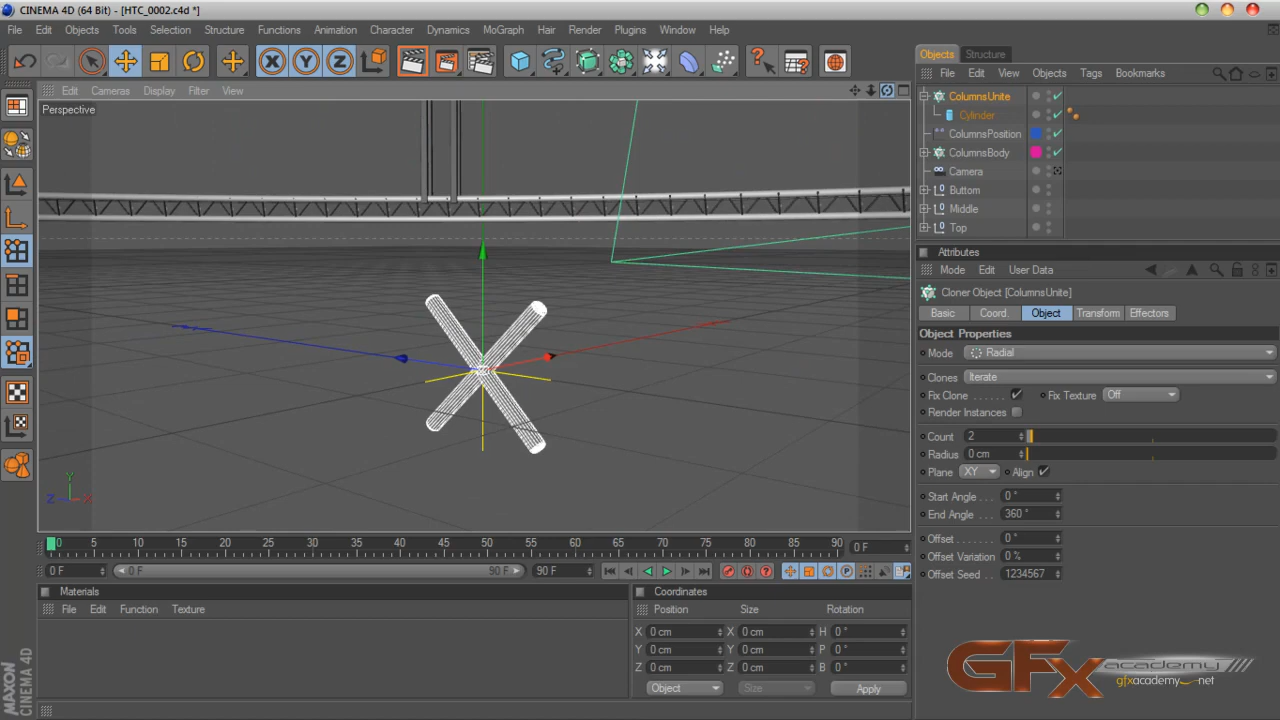 CINEMA 4D (64 Bit) - [HTC_0002.c4d *]
File Edit Objects Tools Selection Structure Functions Animation Character Dynamics MoGraph Hair Render Plugins Window Help
X Y Z
Objects Structure
File Edit View Objects Tags Bookmarks
Edit Cameras Display Filter View
Perspective
ColumnsUnite
Cylinder
ColumnsPosition
ColumnsBody
Camera
Buttom
Middle
Top
Attributes
Mode Edit User Data
Cloner Object [ColumnsUnite]
Basic Coord. Object Transform Effectors
Object Properties
Mode Radial
Clones Iterate
Fix Clone Fix Texture Off
Render Instances
Count 2
Radius 0 cm
Plane XY Align
Start Angle 0 °
End Angle 360 °
Offset 0 °
Offset Variation 0 %
Offset Seed 1234567
Y
Z X
0 5 10 15 20 25 30 35 40 45 50 55 60 65 70 75 80 85 90 0 F
0 F 0 F 90 F 90 F
P
Materials
File Edit Function Texture
Coordinates
Position Size Rotation
X 0 cm X 0 cm H 0 °
Y 0 cm Y 0 cm P 0 °
Z 0 cm Z 0 cm B 0 °
Object Size Apply
MAXON
CINEMA 4D
GFx academy
gfxacademy.net